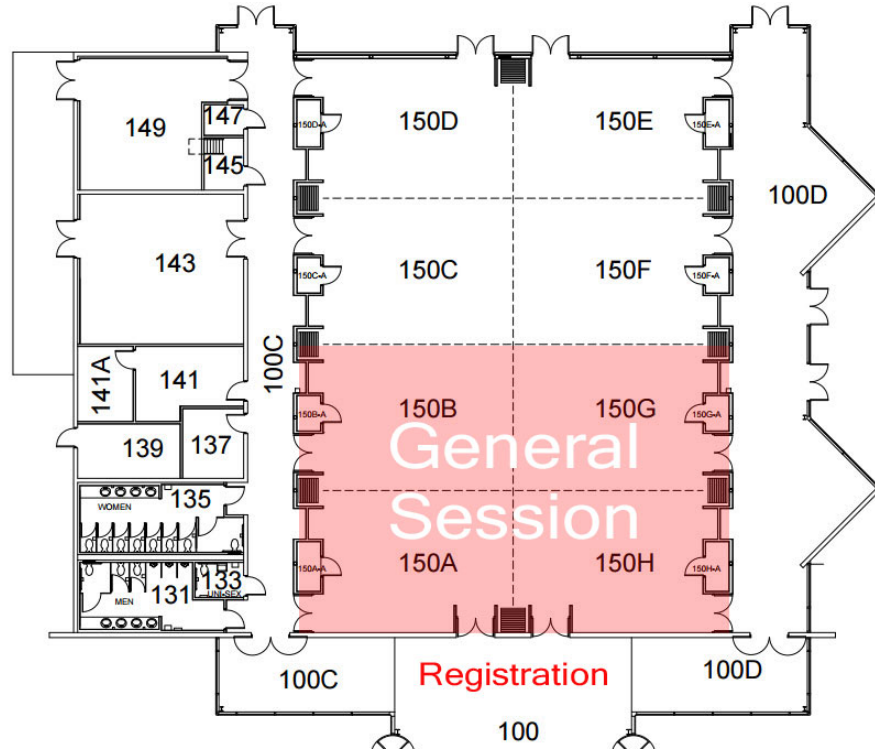 147
150D-A
150D
150E
150E-A
149
145
100D
143
150C-A
150C
150F
150F-A
100C
141A
141
150B-A
150B
150G
150G-A
139
137
General
Session
135
WOMEN
150A-A
150A
150H
150H-A
133
UNI-SEX
131
MEN
100C
Registration
100D
100